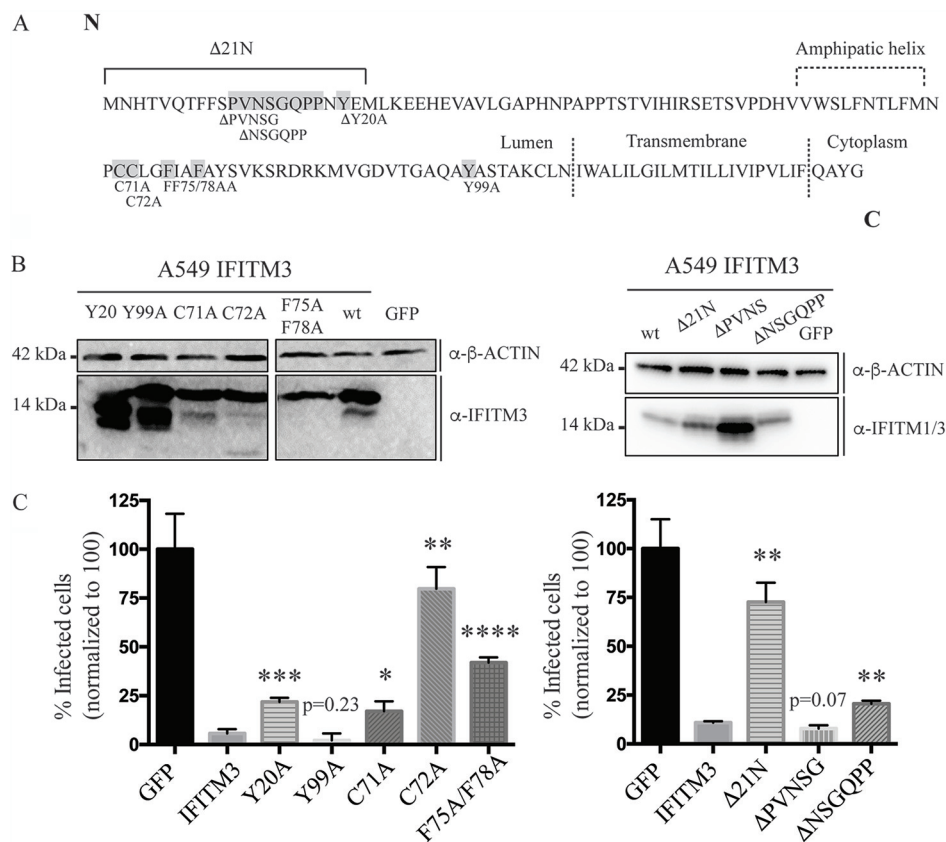 A N
Δ21N Amphipatic helix
MNHTVQTFFSPVNSGQPPNYEMLKEEHEVAVLGAPHNPAPPTSTVIHIRSETSVPDHVVWSLFNTLFMN
ΔPVNSG ΔY20A
ΔNSGQPP
Lumen Transmembrane Cytoplasm
PCCLGFIAFAYSVKSRDRKMVGDVTGAQAYASTAKCLNIWALILGILMTILLIVIPVLIFQAYG
C71A FF75/78AA Y99A
C72A
C
B
A549 IFITM3
Y20 Y99A C71A C72A F75A F78A wt GFP
42 kDa α-β-ACTIN
14 kDa α-IFITM3
A549 IFITM3
wt Δ21N ΔPVNS ΔNSGQPP GFP
42 kDa α-β-ACTIN
14 kDa α-IFITM1/3
C
% Infected cells
(normalized to 100)
125
100
75
50
25
0
*** p=0.23 * ** ****
GFP IFITM3 Y20A Y99A C71A C72A F75A/F78A
% Infected cells
(normalized to 100)
125
100
75
50
25
0
** p=0.07 **
GFP IFITM3 Δ21N ΔPVNSG ΔNSGQPP